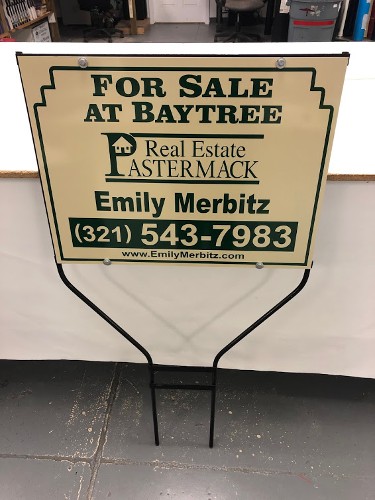 FOR SALE
AT BAYTREE
Real Estate
PASTERMACK
Emily Merbitz
(321) 543-7983
www.EmilyMerbitz.com